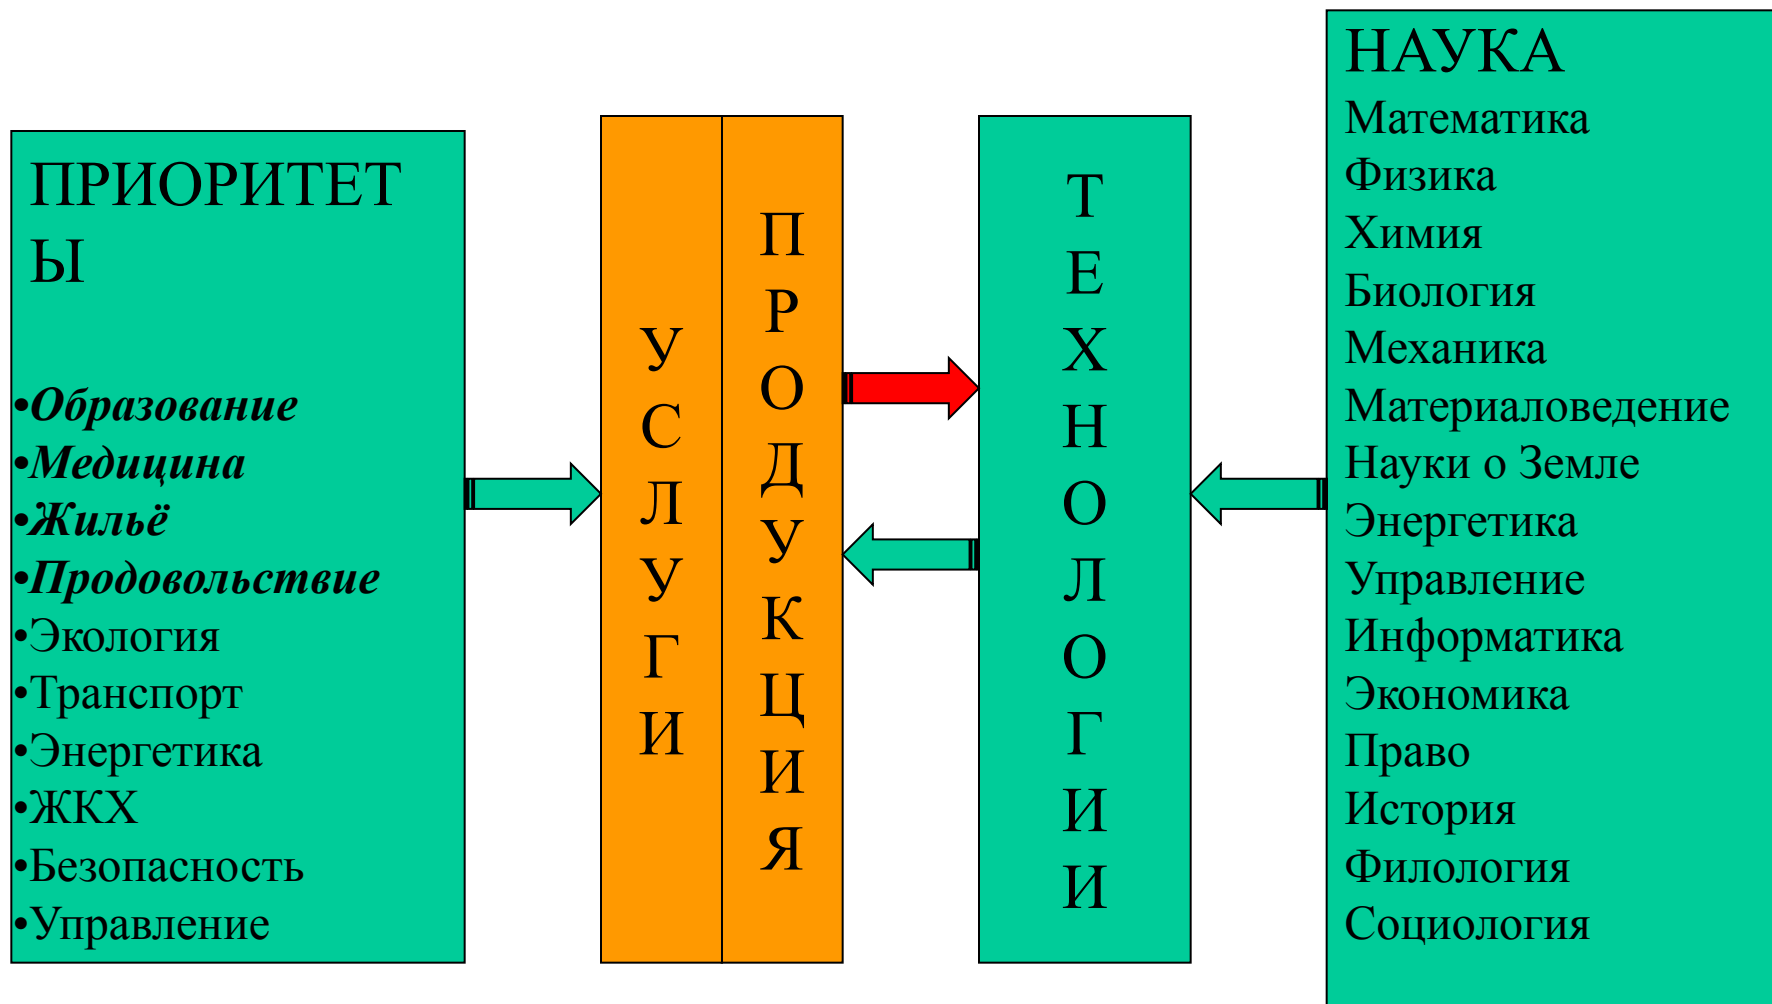 ПРИОРИТЕТ
Ы
•Образование
•Медицина
•Жильё
•Продовольствие
•Экология
•Транспорт
•Энергетика
•ЖКХ
•Безопасность
•Управление
У
С
Л
У
Г
И
П
Р
О
Д
У
К
Ц
И
Я
Т
Е
Х
Н
О
Л
О
Г
И
И
НАУКА
Математика
Физика
Химия
Биология
Механика
Материаловедение
Науки о Земле
Энергетика
Управление
Информатика
Экономика
Право
История
Филология
Социология